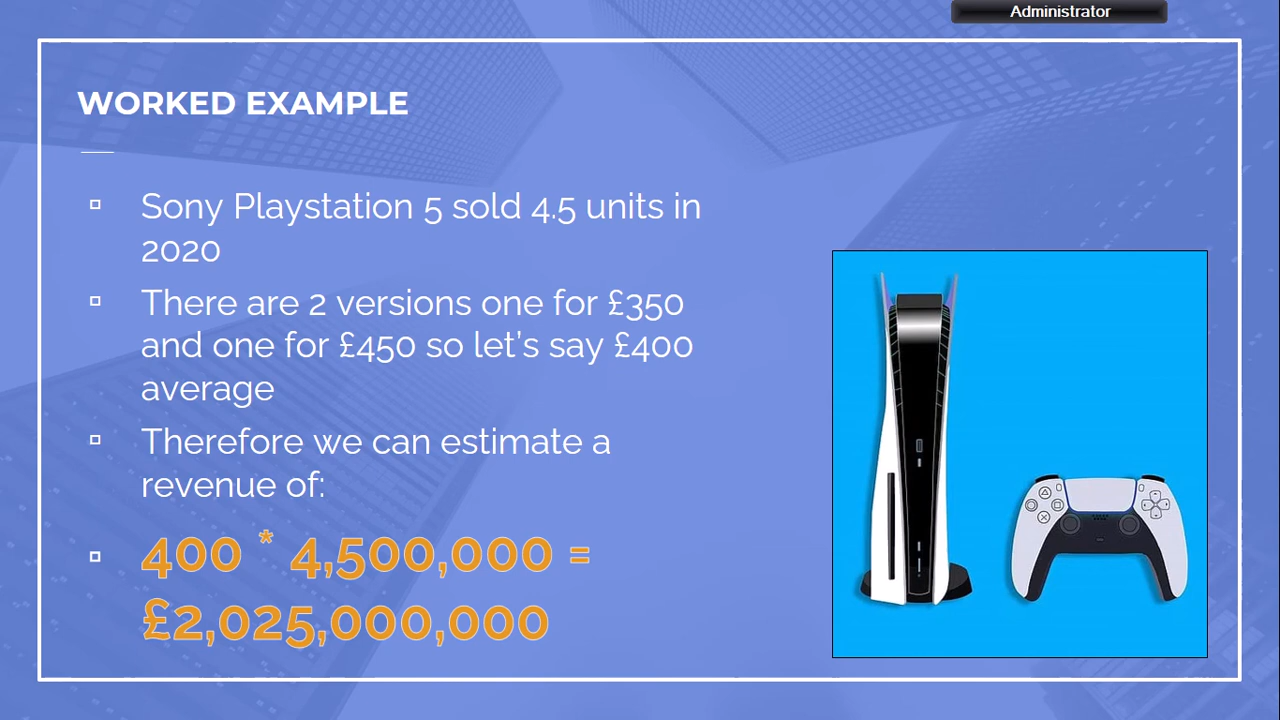 Administrator
WORKED EXAMPLE
Sony Playstation 5 sold 4.5 units in
2020
There are 2 versions one for £350
and one for £450 so let's say £400
average
Therefore we can estimate a
revenue of:
400 * 4,500,000 =
£2,025,000,000